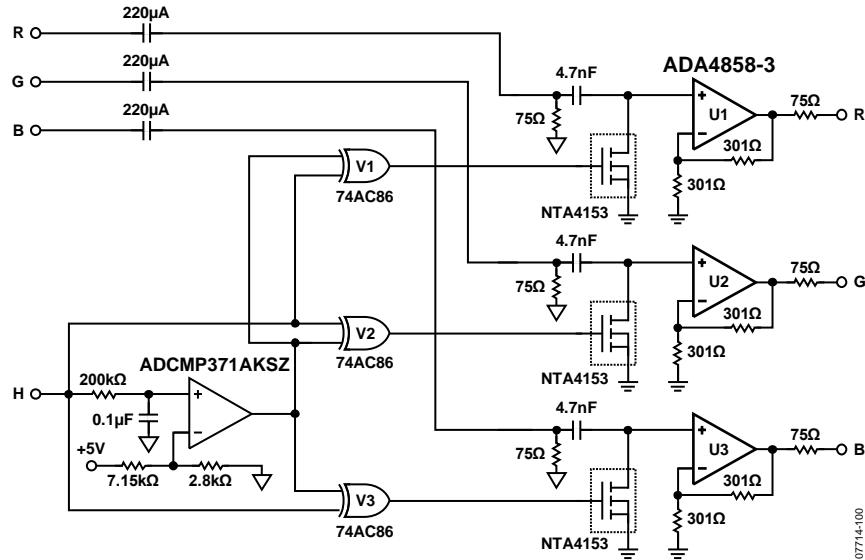 220µA
R
220µA
G
220µA
B
4.7nF
ADA4858-3
75Ω
R
+
U1
–
75Ω
301Ω
301Ω
V1
74AC86
NTA4153
4.7nF
75Ω
G
+
U2
–
75Ω
301Ω
301Ω
V2
74AC86
NTA4153
ADCMP371AKSZ
200kΩ
H
+
–
0.1µF
+5V
7.15kΩ
2.8kΩ
4.7nF
75Ω
B
+
U3
–
75Ω
301Ω
301Ω
V3
74AC86
NTA4153
07714-100